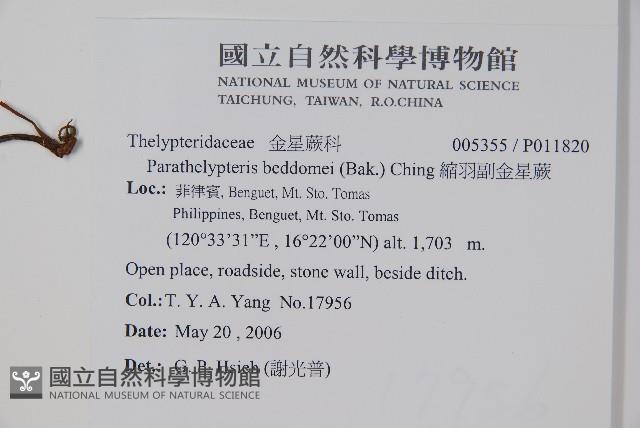 國立自然科學博物館
NATIONAL MUSEUM OF NATURAL SCIENCE
TAICHUNG, TAIWAN, R.O.CHINA
Thelypteridaceae 金星蕨科 005355 / P011820
Parathelypteris beddomei (Bak.) Ching 縮羽副金星蕨
Loc.: 菲律賓, Benguet, Mt. Sto. Tomas
Philippines, Benguet, Mt. Sto. Tomas
(120°33'31”E , 16°22'00”N) alt. 1,703 m.
Open place, roadside, stone wall, beside ditch.
Col.: T. Y. A. Yang No.17956
Date: May 20 , 2006
Det.: G. P. Hsieh (謝光普)
國立自然科學博物館
NATIONAL MUSEUM OF NATURAL SCIENCE